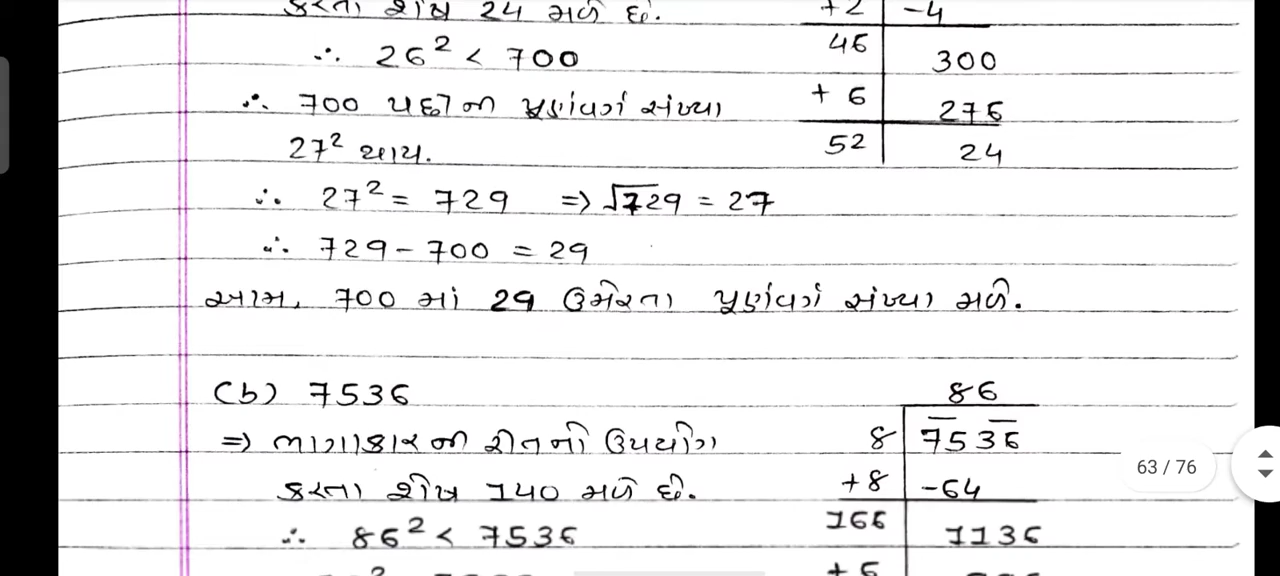 કરતા શેષ 24 મળે છે.
+2 | -4
∴ 26² < 700
46 | 300
∴ 700 પછીના પૂર્ણવર્ગ સંખ્યા
+ 6 | 276
27² થાય.
52 | 24
∴ 27² = 729 ⇒ √729 = 27
∴ 729 - 700 = 29
આમ, 700 માં 29 ઉમેરતા પૂર્ણવર્ગ સંખ્યા મળે.
(b) 7536
86
⇒ ભાગાકારની રીતનો ઉપયોગ
8 | 7536
કરતા શેષ 140 મળે છે.
+8 | -64
∴ 86² < 7536
166 | 1136
+ 6
63 / 76